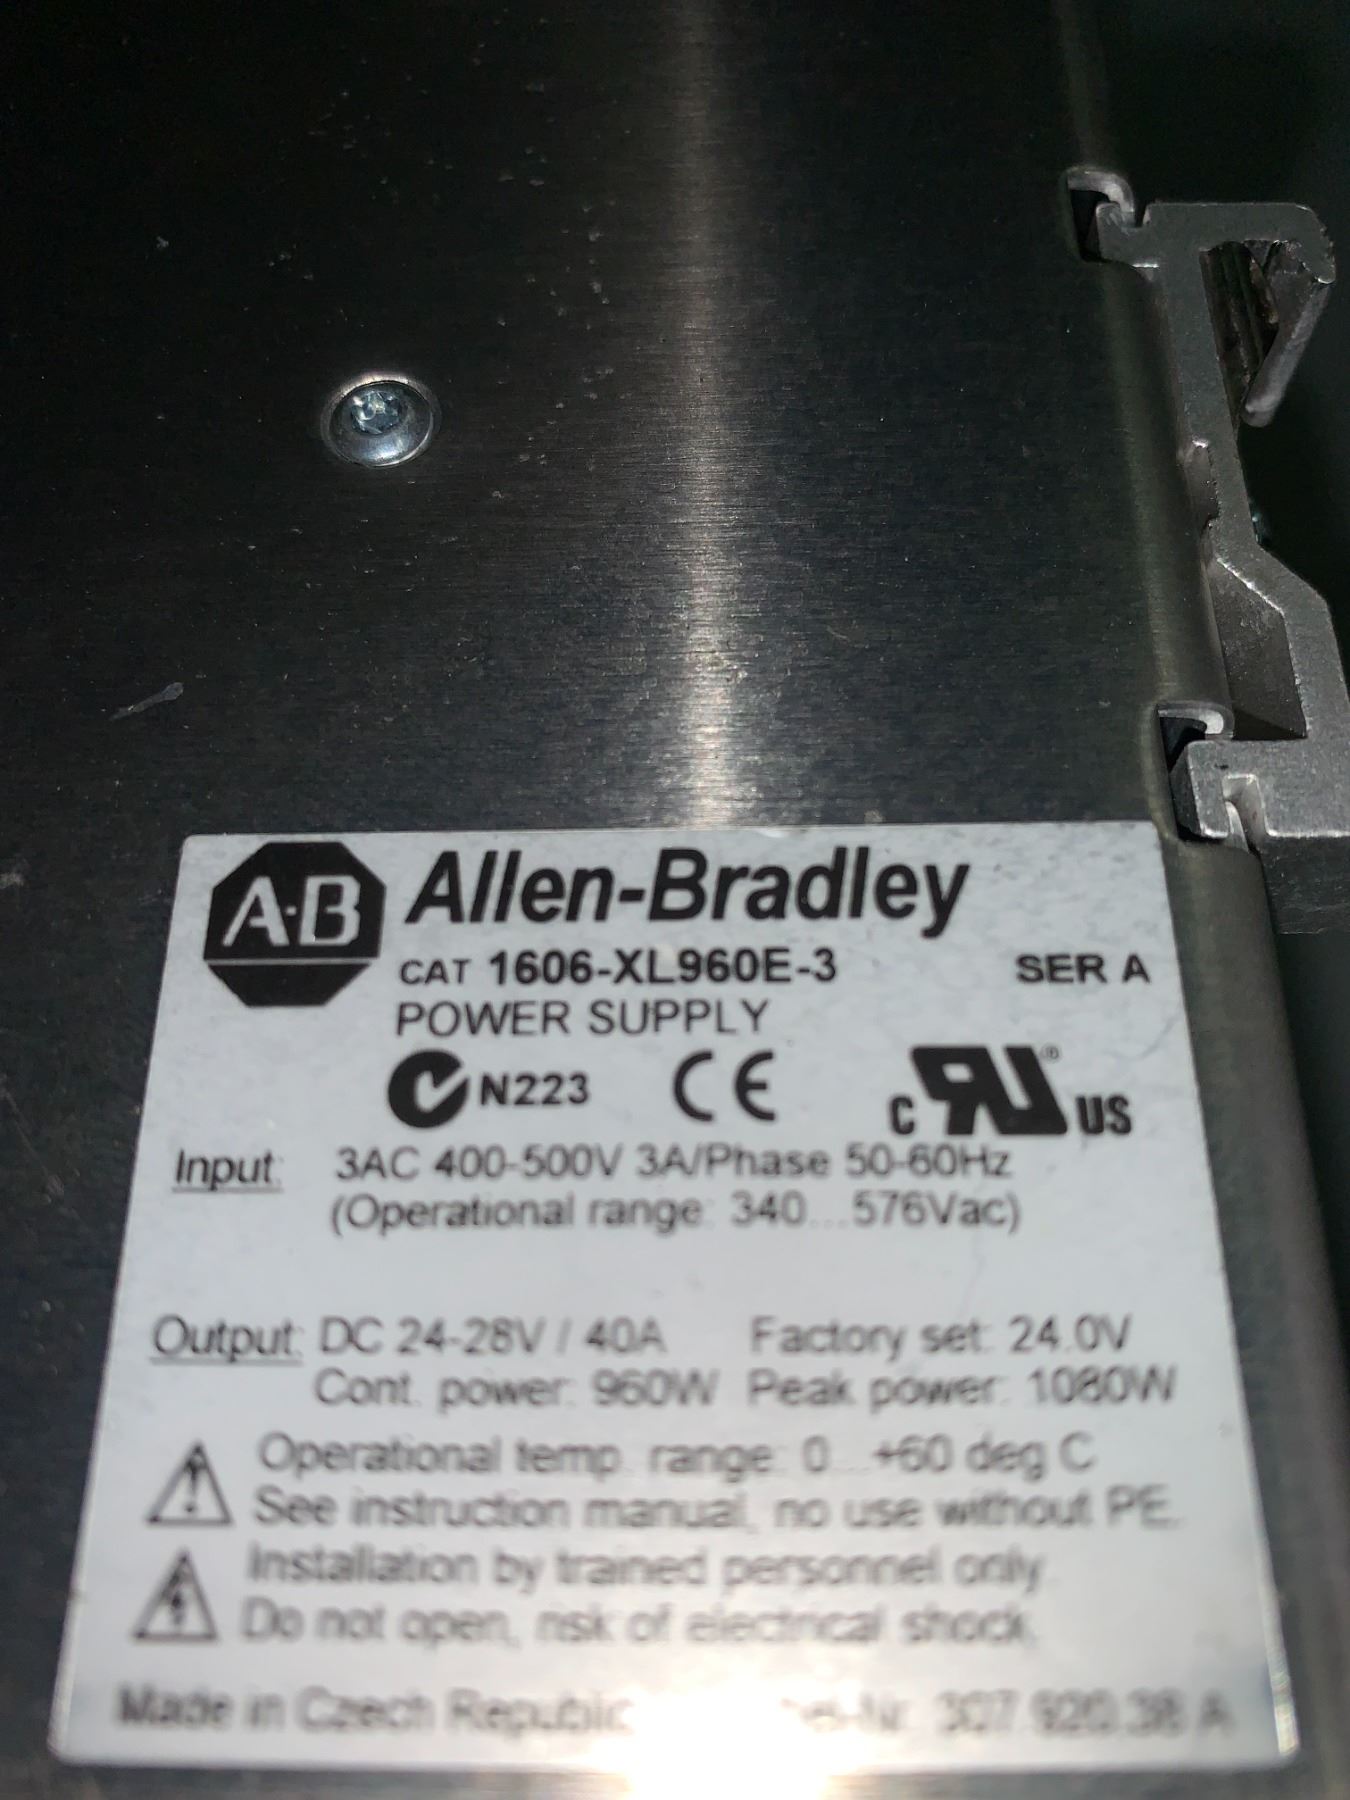 A·B Allen-Bradley
CAT 1606-XL960E-3 SER A
POWER SUPPLY
N223 CE c RU ® US
Input: 3AC 400-500V 3A/Phase 50-60Hz
(Operational range: 340...576Vac)
Output: DC 24-28V / 40A Factory set: 24.0V
Cont. power: 960W Peak power: 1080W
Operational temp. range: 0...+60 deg C
See instruction manual, no use without PE.
Installation by trained personnel only.
Do not open, risk of electrical shock.
Made in Czech Republic 307.920.38 A